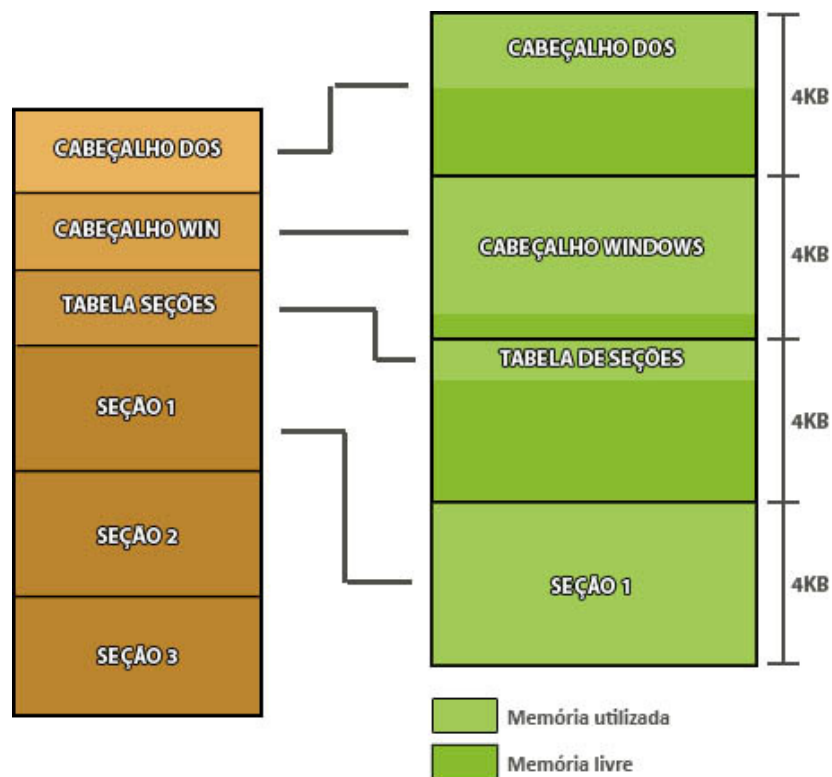 CABEÇALHO DOS
CABEÇALHO WIN
TABELA SEÇÕES
SEÇÃO 1
SEÇÃO 2
SEÇÃO 3
CABEÇALHO DOS
4KB
CABEÇALHO WINDOWS
4KB
TABELA DE SEÇÕES
4KB
SEÇÃO 1
4KB
Memória utilizada
Memória livre